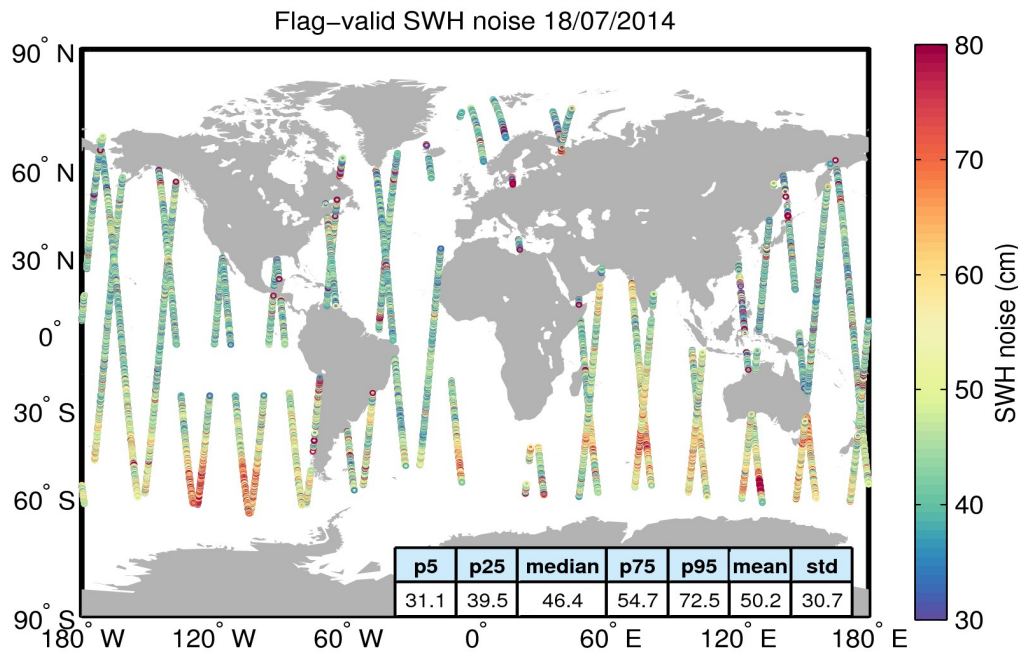 Flag−valid SWH noise 18/07/2014
90° N
60° N
30° N
0°
30° S
60° S
90° S
180° W
120° W
60° W
0°
60° E
120° E
180° E
80
70
60
50
40
30
SWH noise (cm)
p5 p25 median p75 p95 mean std
31.1 39.5 46.4 54.7 72.5 50.2 30.7